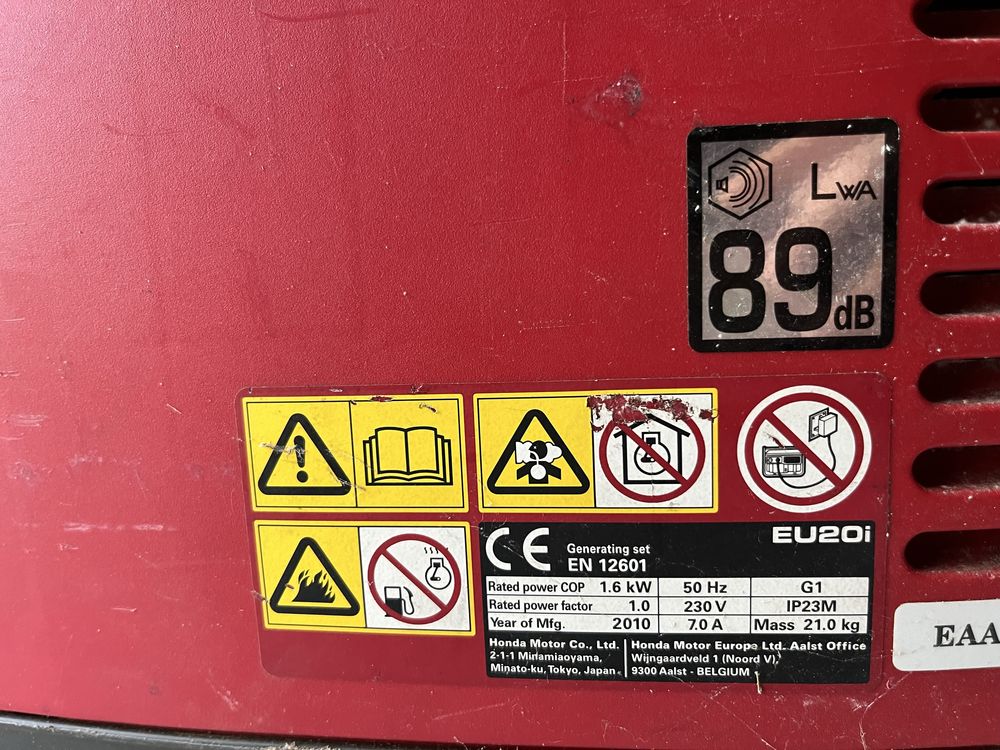 LWA
89dB
CE
Generating set
EN 12601
EU20i
Rated power COP 1.6 kW 50 Hz G1
Rated power factor 1.0 230 V IP23M
Year of Mfg. 2010 7.0 A Mass 21.0 kg
Honda Motor Co., Ltd.
2-1-1 Minamiaoyama,
Minato-ku, Tokyo, Japan
Honda Motor Europe Ltd. Aalst Office
Wijngaardveld 1 (Noord V),
9300 Aalst - BELGIUM
EAA